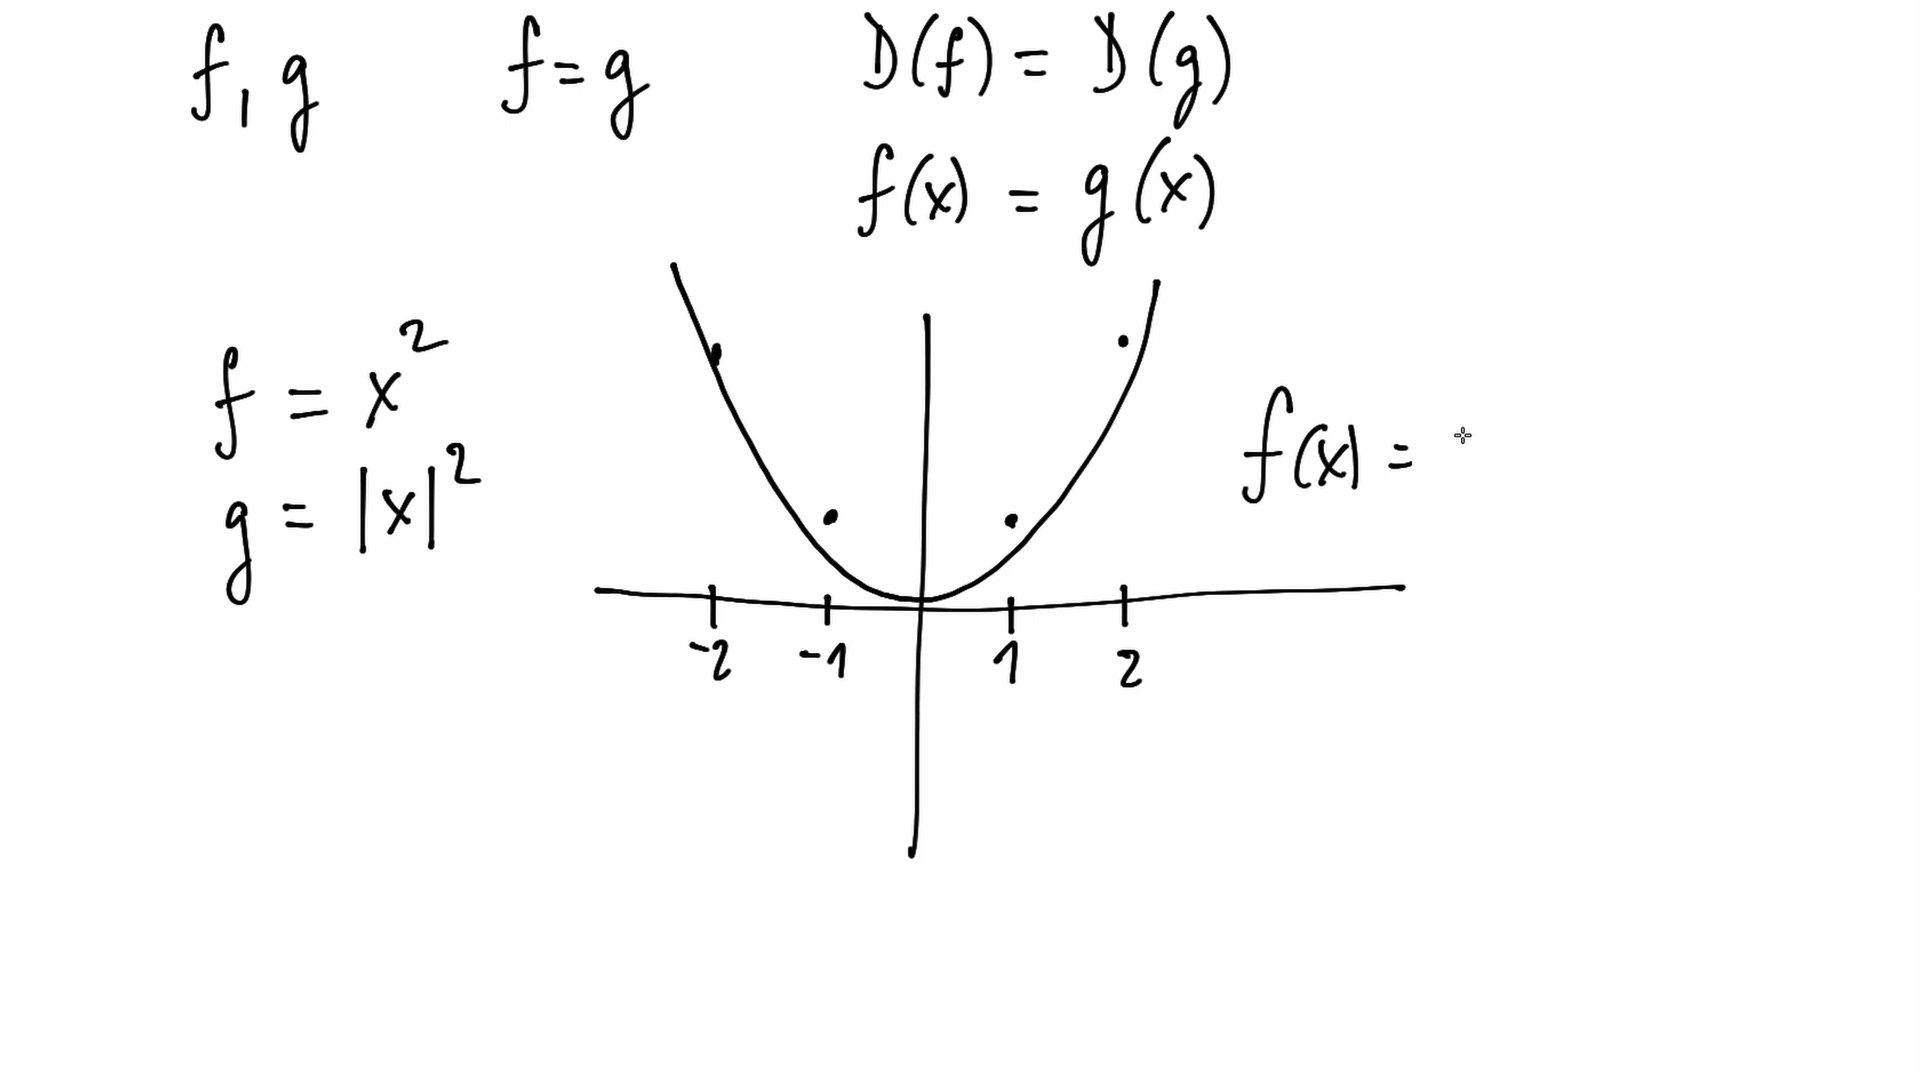 f, g f = g D(f) = D(g)
f(x) = g(x)
f = x²
g = |x|²
f(x) =
-2 -1 1 2